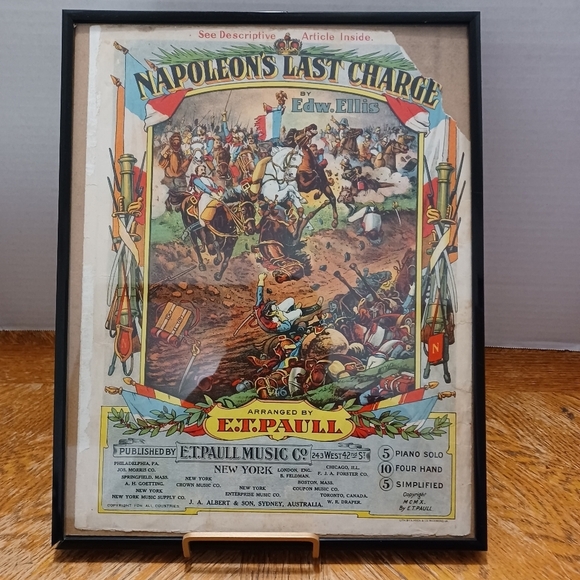 See Descriptive Article Inside.
NAPOLEON'S LAST CHARGE
BY
Edw. Ellis
N
ARRANGED BY
E.T. PAULL
PUBLISHED BY E.T. PAULL MUSIC Co 243 WEST 42ND ST.
NEW YORK
PHILADELPHIA, PA.
JOS. MORRIS CO.
SPRINGFIELD, MASS.
A. H. GOETTING.
NEW YORK
NEW YORK MUSIC SUPPLY CO.
NEW YORK
CROWN MUSIC CO.
NEW YORK
ENTERPRISE MUSIC CO.
LONDON, ENG.
B. FELDMAN.
BOSTON, MASS.
COUPON MUSIC CO.
CHICAGO, ILL.
F. J. A. FORSTER CO.
TORONTO, CANADA.
W. R. DRAPER.
COPYRIGHT FOR ALL COUNTRIES
J. A. ALBERT & SON, SYDNEY, AUSTRALIA.
5 PIANO SOLO
10 FOUR HAND
5 SIMPLIFIED
Copyright
MCMX.
By E.T. PAULL